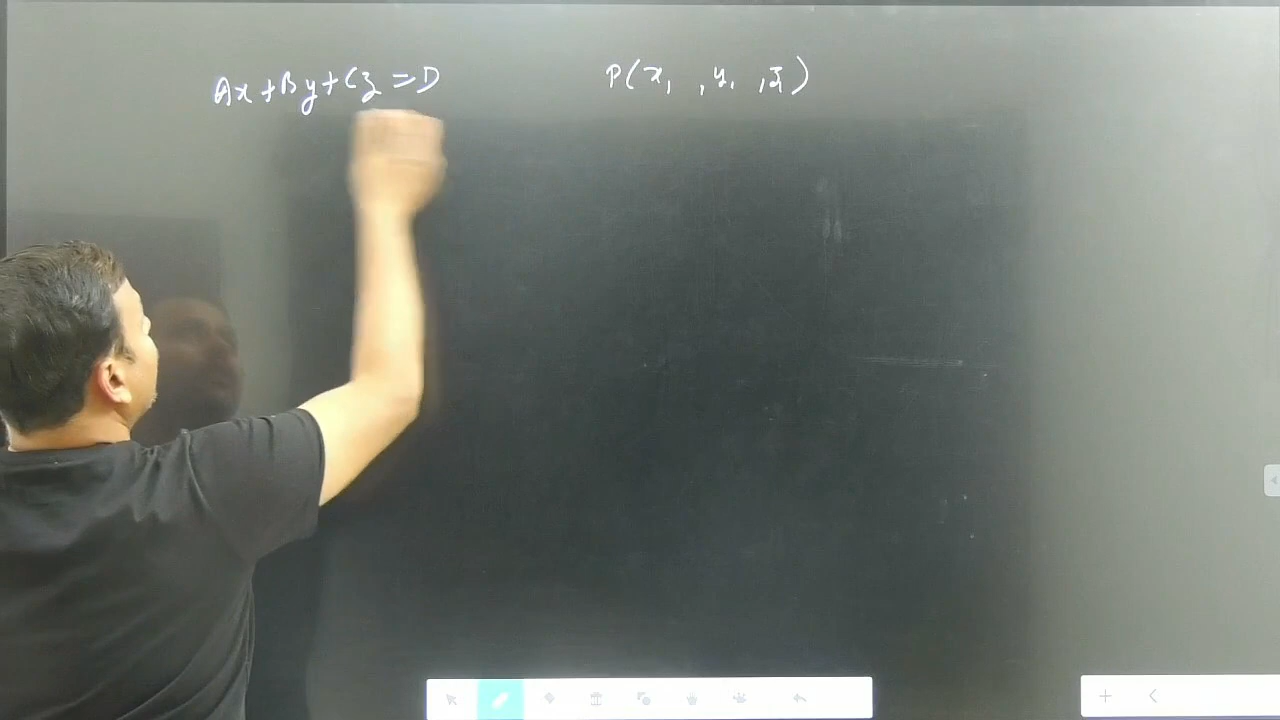 Ax+By+Cz=D
P(x₁, y₁, z₁)